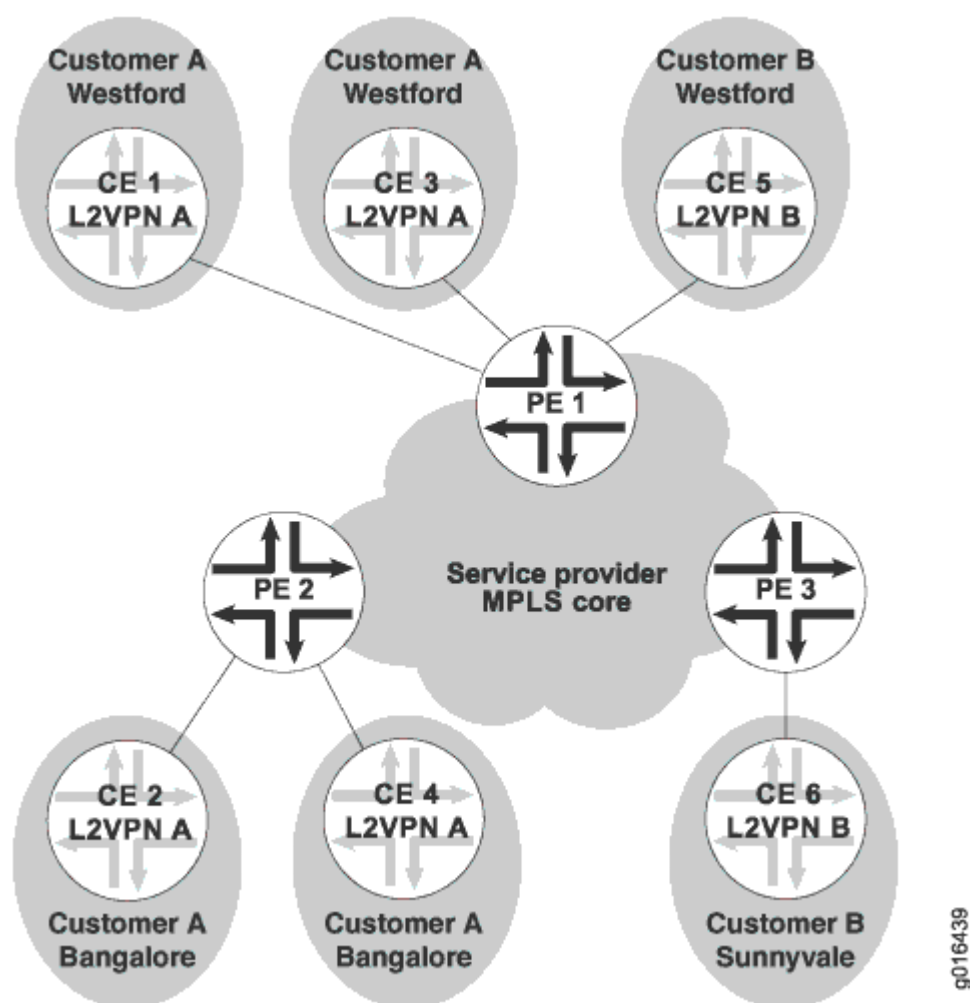 Customer A
Westford
CE 1
L2VPN A
Customer A
Westford
CE 3
L2VPN A
Customer B
Westford
CE 5
L2VPN B
PE 1
PE 2
Service provider
MPLS core
PE 3
CE 2
L2VPN A
Customer A
Bangalore
CE 4
L2VPN A
Customer A
Bangalore
CE 6
L2VPN B
Customer B
Sunnyvale
g016439